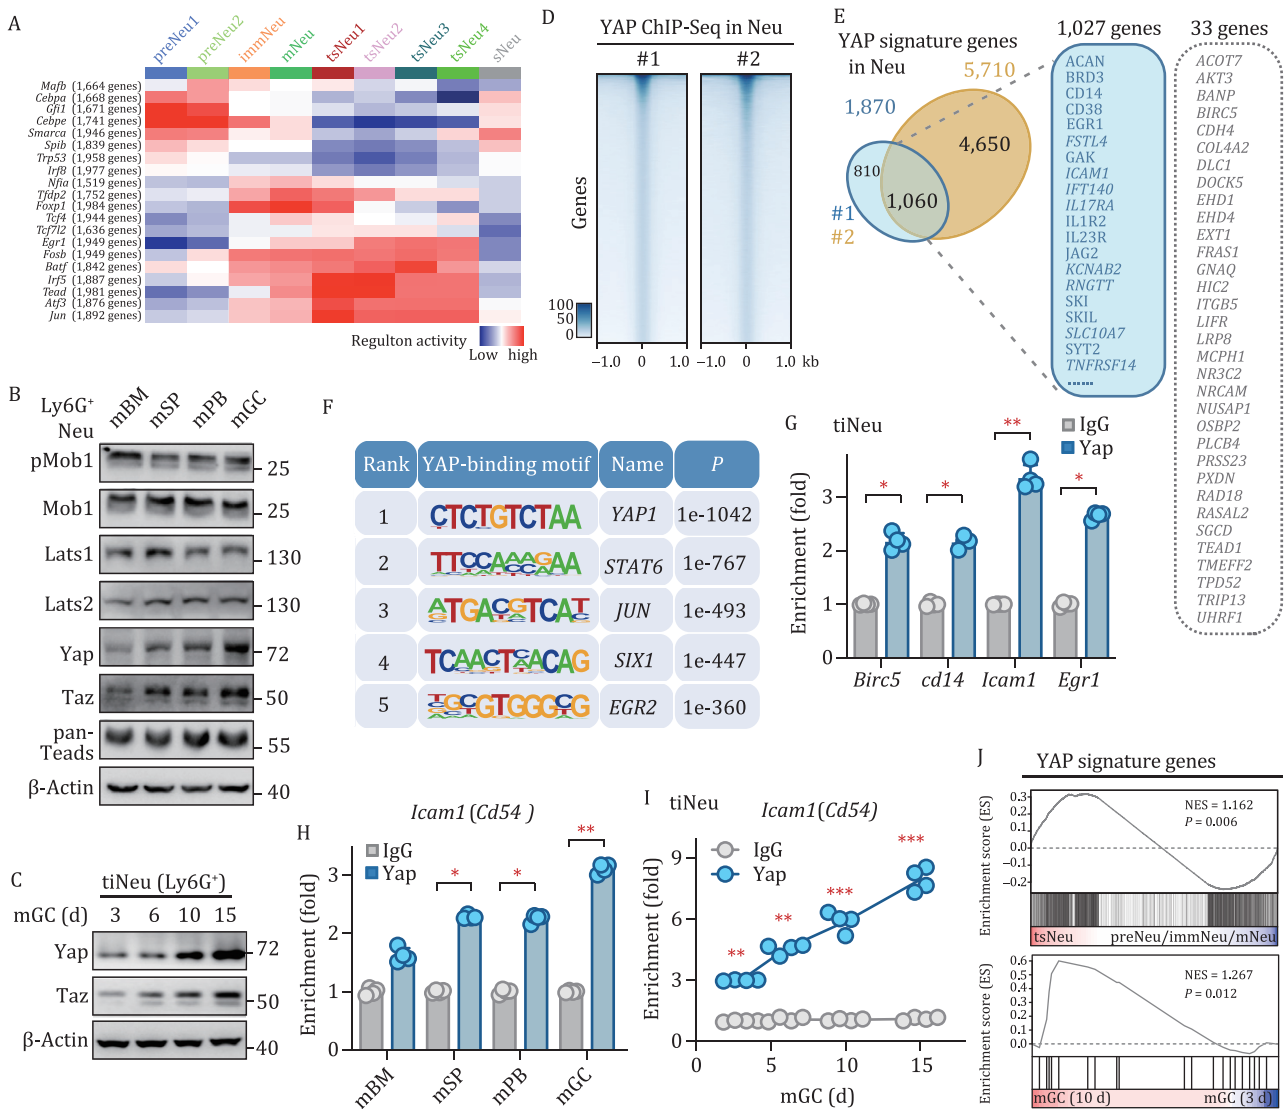 A
preNeu1
preNeu2
immNeu
mNeu
tsNeu1
tsNeu2
tsNeu3
tsNeu4
sNeu
Mafb (1,664 genes)
Cebpa (1,668 genes)
Gfi1 (1,671 genes)
Cebpe (1,741 genes)
Smarca (1,946 genes)
Spib (1,839 genes)
Trp53 (1,958 genes)
Irf8 (1,977 genes)
Nfia (1,519 genes)
Tfdp2 (1,752 genes)
Foxp1 (1,984 genes)
Tcf4 (1,944 genes)
Tcf7l2 (1,636 genes)
Egr1 (1,949 genes)
Fosb (1,949 genes)
Batf (1,842 genes)
Irf5 (1,887 genes)
Tead (1,981 genes)
Atf3 (1,876 genes)
Jun (1,892 genes)
Regulton activity
Low high
B
Ly6G+
Neu
mBM
mSP
mPB
mGC
pMob1
25
Mob1
25
Lats1
130
Lats2
130
Yap
72
Taz
50
pan-
Teads
55
β-Actin
40
C
tiNeu (Ly6G+)
mGC (d) 3 6 10 15
Yap
72
Taz
50
β-Actin
40
D
YAP ChIP-Seq in Neu
#1 #2
Genes
100
50
0
−1.0 0 1.0 −1.0 0 1.0 kb
E
YAP signature genes
in Neu
5,710
1,870
4,650
810
1,060
#1
#2
1,027 genes
ACAN
BRD3
CD14
CD38
EGR1
FSTL4
GAK
ICAM1
IFT140
IL17RA
IL1R2
IL23R
JAG2
KCNAB2
RNGTT
SKI
SKIL
SLC10A7
SYT2
TNFRSF14
......
33 genes
ACOT7
AKT3
BANP
BIRC5
CDH4
COL4A2
DLC1
DOCK5
EHD1
EHD4
EXT1
FRAS1
GNAQ
HIC2
ITGB5
LIFR
LRP8
MCPH1
NR3C2
NRCAM
NUSAP1
OSBP2
PLCB4
PRSS23
PXDN
RAD18
RASAL2
SGCD
TEAD1
TMEFF2
TPD52
TRIP13
UHRF1
F
Rank YAP-binding motif Name P
1 CTCTGTCTAA YAP1 1e-1042
2 TTCCAAAGAA STAT6 1e-767
3 ATGACGTCAT JUN 1e-493
4 TCAACTTACAG SIX1 1e-447
5 TGCGTGGGCG EGR2 1e-360
G
tiNeu
IgG
Yap
Enrichment (fold)
3
2
1
0
*
*
**
*
Birc5 cd14 Icam1 Egr1
H
Icam1 (Cd54 )
IgG
Yap
Enrichment (fold)
3
2
1
0
*
*
**
mBM
mSP
mPB
mGC
I
tiNeu
Icam1(Cd54)
IgG
Yap
Enrichment (fold)
9
6
3
0
**
**
***
***
0 5 10 15
mGC (d)
J
YAP signature genes
Enrichment score (ES)
0.3
0.2
0.1
0.0
−0.1
−0.2
NES = 1.162
P = 0.006
tsNeu preNeu/immNeu/mNeu
Enrichment score (ES)
0.6
0.5
0.4
0.3
0.2
0.1
0.0
NES = 1.267
P = 0.012
mGC (10 d) mGC (3 d)